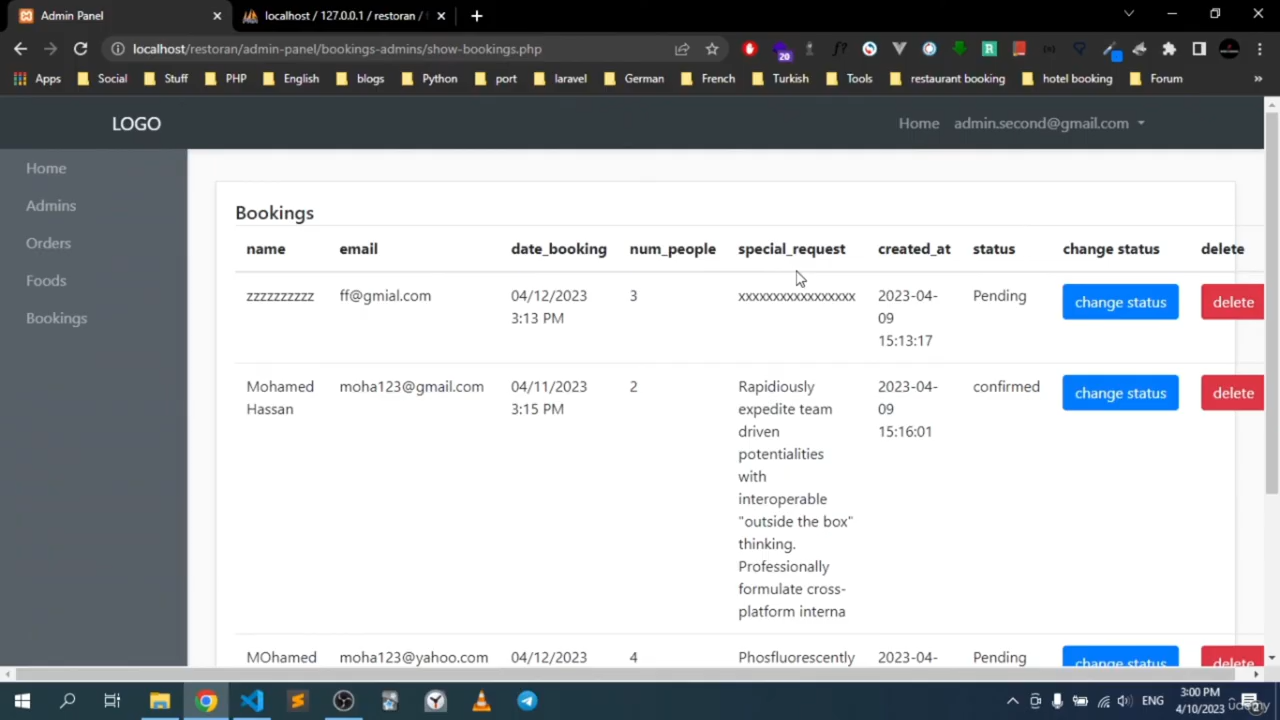 Admin Panel
localhost / 127.0.0.1 / restoran /
localhost/restoran/admin-panel/bookings-admins/show-bookings.php
20
Apps Social Stuff PHP English blogs Python port laravel German French Turkish Tools restaurant booking hotel booking Forum
LOGO
Home admin.second@gmail.com
Home
Admins
Orders
Foods
Bookings
Bookings
name email date_booking num_people special_request created_at status change status delete
zzzzzzzzzz ff@gmial.com 04/12/2023 3 xxxxxxxxxxxxxxxx 2023-04- Pending change status delete
3:13 PM 09
15:13:17
Mohamed moha123@gmail.com 04/11/2023 2 Rapidiously 2023-04- confirmed change status delete
Hassan 3:15 PM expedite team 09
driven 15:16:01
potentialities
with
interoperable
"outside the box"
thinking.
Professionally
formulate cross-
platform interna
MOhamed moha123@yahoo.com 04/12/2023 4 Phosfluorescently 2023-04- Pending change status delete
ENG
3:00 PM
4/10/2023
2
Udemy